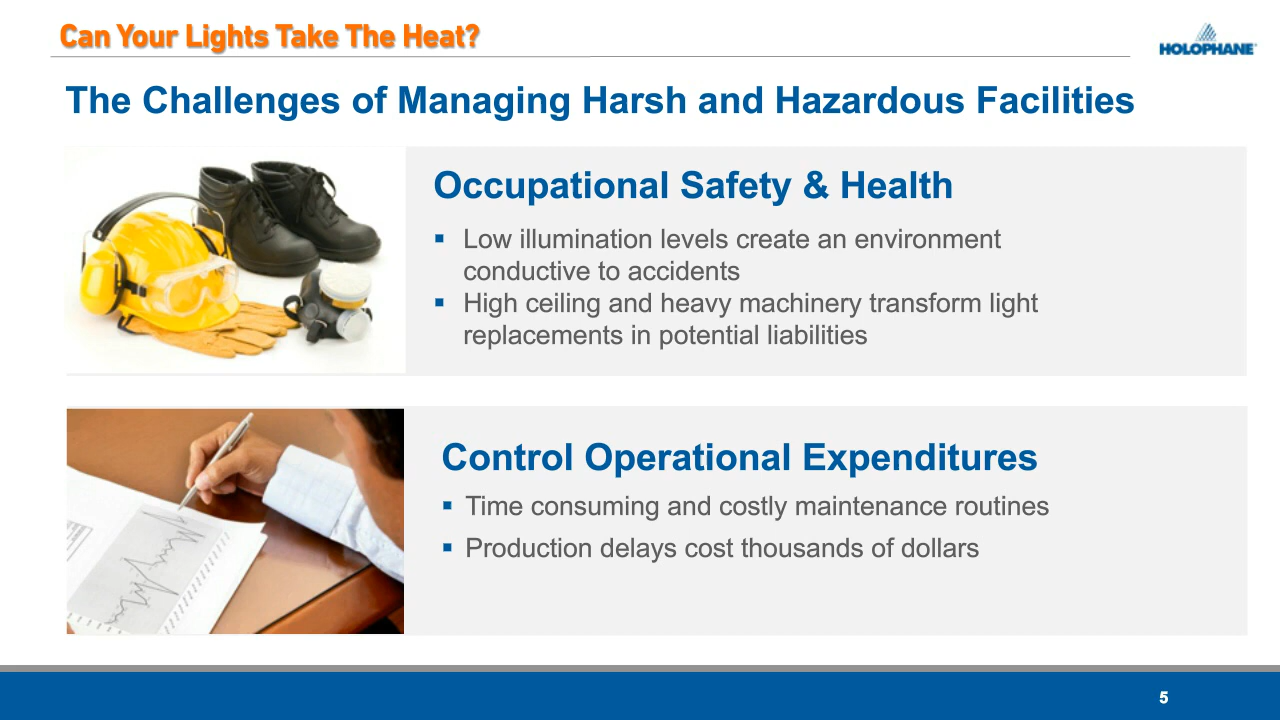 Can Your Lights Take The Heat?
HOLOPHANE®
The Challenges of Managing Harsh and Hazardous Facilities
Occupational Safety & Health
▪ Low illumination levels create an environment
conductive to accidents
▪ High ceiling and heavy machinery transform light
replacements in potential liabilities
Control Operational Expenditures
▪ Time consuming and costly maintenance routines
▪ Production delays cost thousands of dollars
5